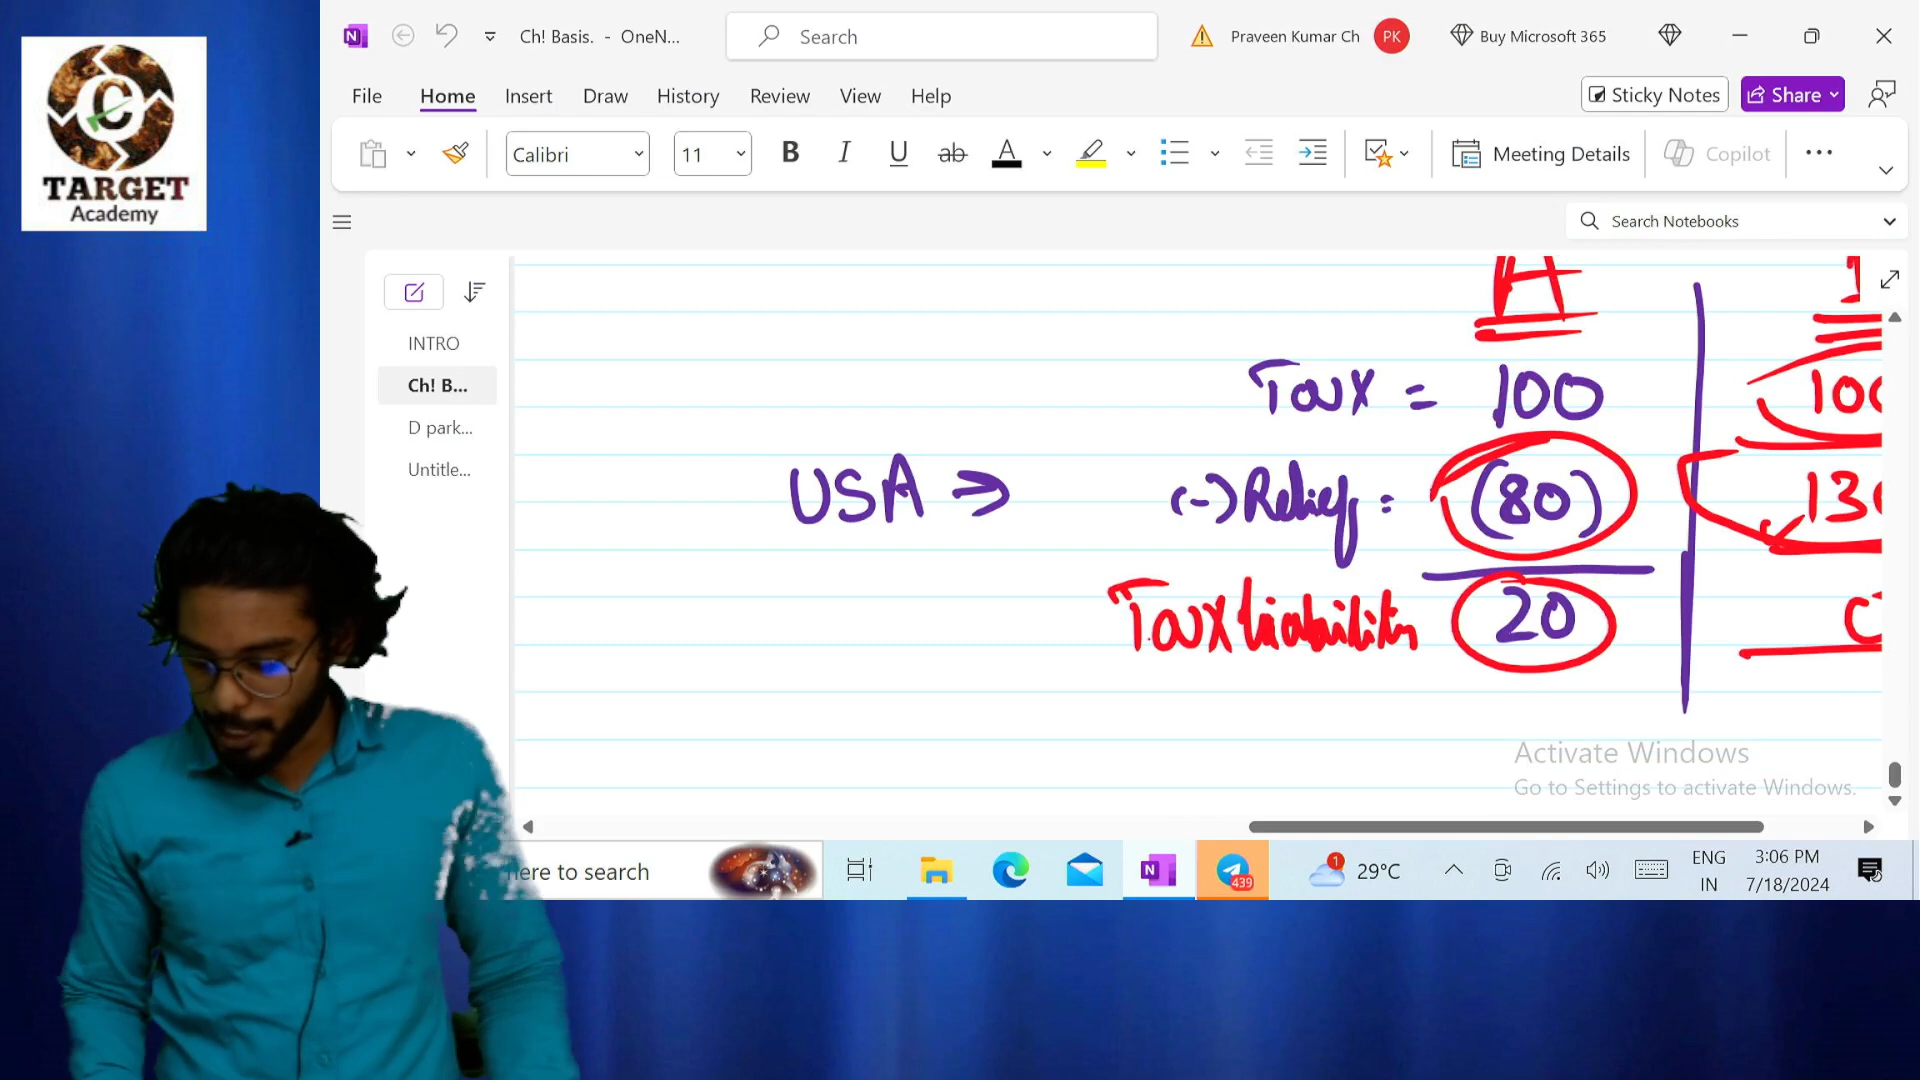 TARGET
Academy
Ch! Basis. - OneN...
Search
Praveen Kumar Ch
PK
Buy Microsoft 365
File
Home
Insert
Draw
History
Review
View
Help
Sticky Notes
Share
Calibri
11
B I U ab A
Meeting Details
Copilot
Search Notebooks
INTRO
Ch! B...
D park...
Untitle...
A
Tax = 100
USA ⇒ (-) Relief = (80)
130
Tax liability 20
Activate Windows
Go to Settings to activate Windows.
here to search
439
1
29°C
ENG
IN
3:06 PM
7/18/2024